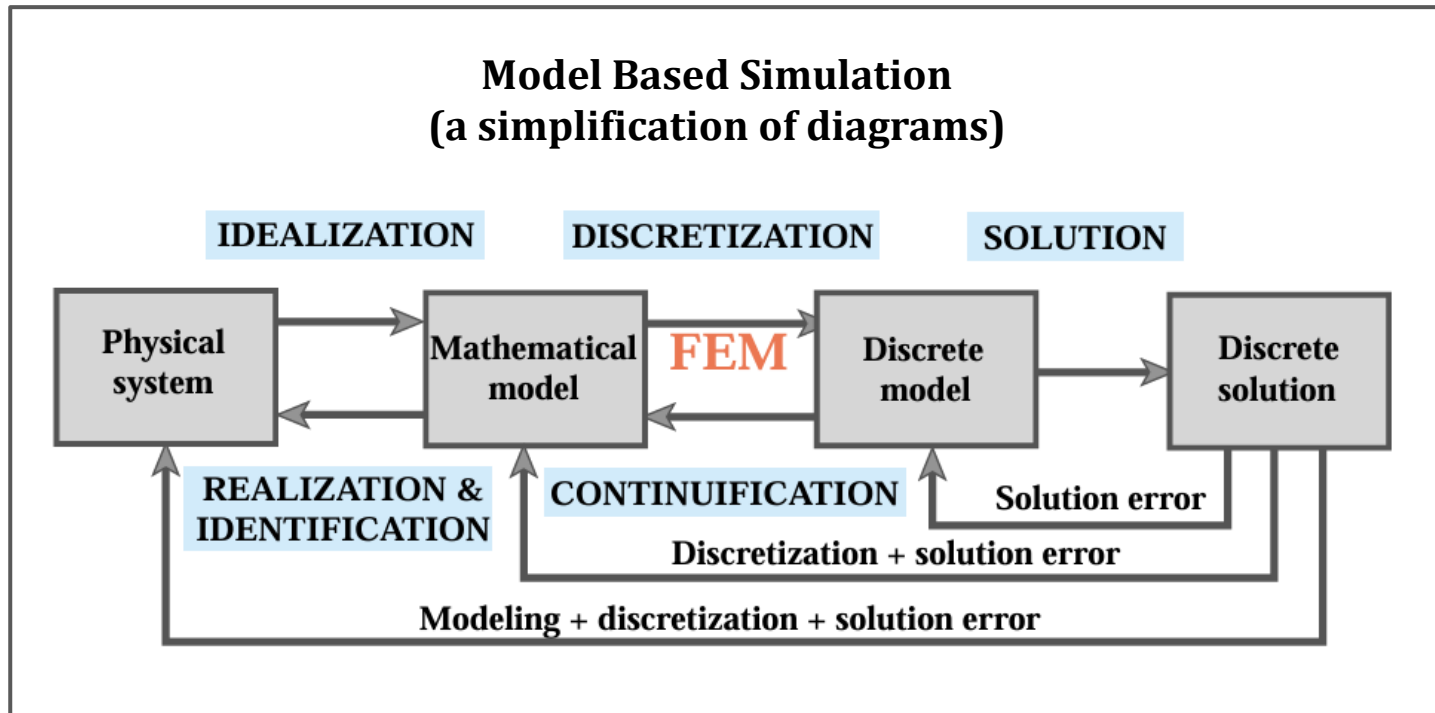 Model Based Simulation
(a simplification of diagrams)
IDEALIZATION
DISCRETIZATION
SOLUTION
Physical
system
Mathematical
model
FEM
Discrete
model
Discrete
solution
REALIZATION &
IDENTIFICATION
CONTINUIFICATION
Solution error
Discretization + solution error
Modeling + discretization + solution error